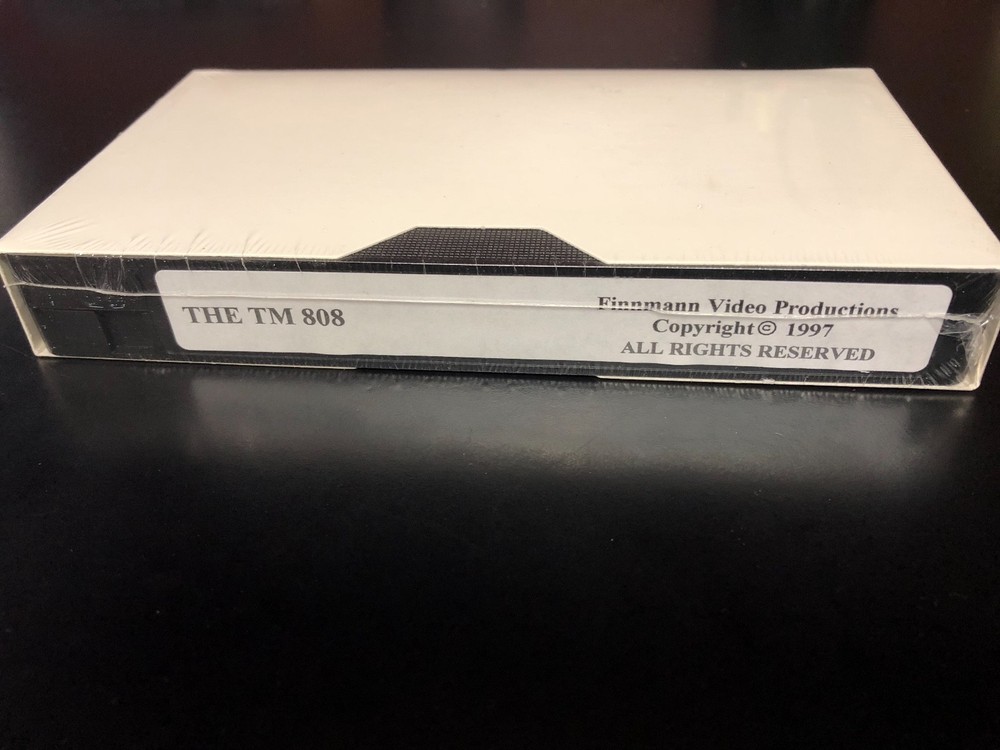 THE TM 808
Finnmann Video Productions
Copyright © 1997
ALL RIGHTS RESERVED